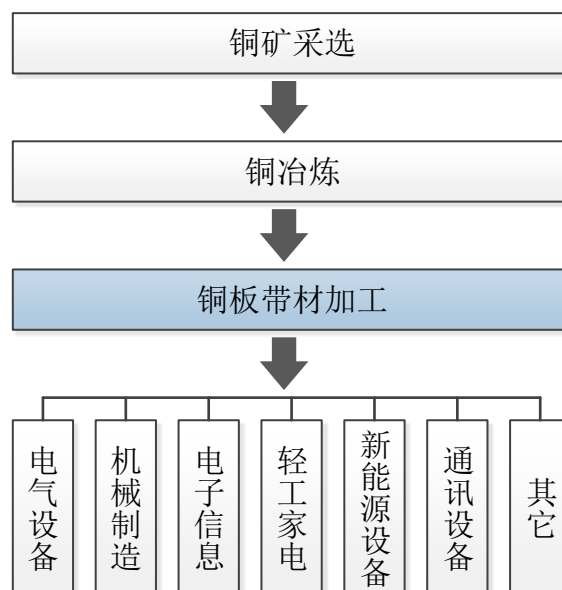 铜矿采选
铜冶炼
铜板带材加工
电气设备
机械制造
电子信息
轻工家电
新能源设备
通讯设备
其它